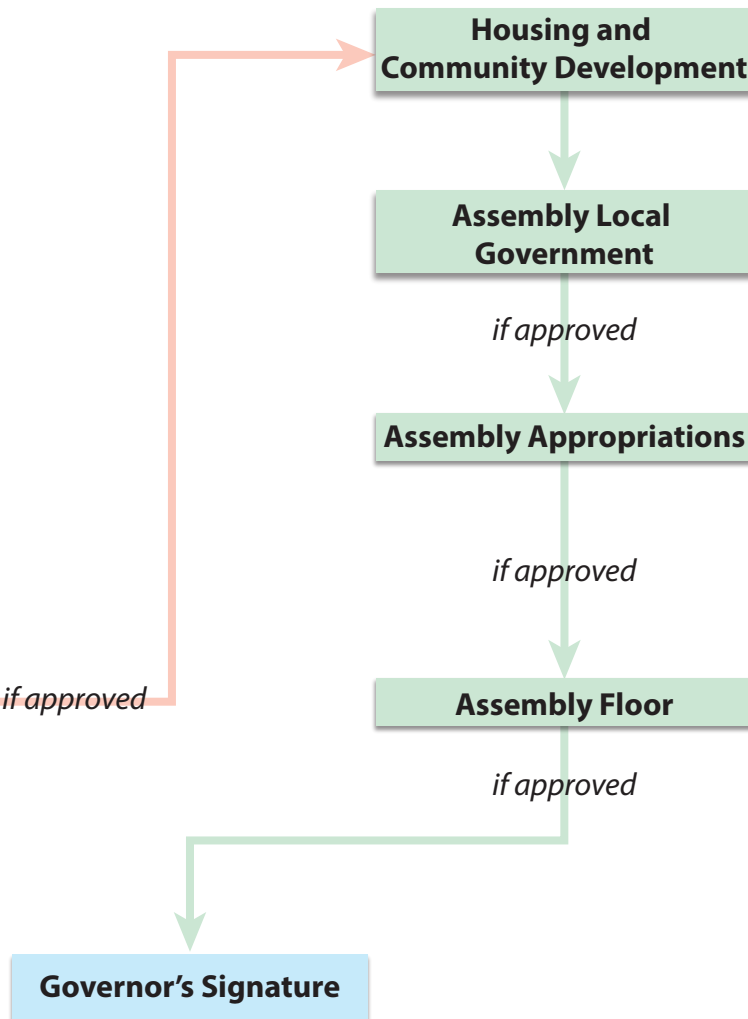 Housing and
Community Development
Assembly Local
Government
if approved
Assembly Appropriations
if approved
if approved
Assembly Floor
if approved
Governor’s Signature